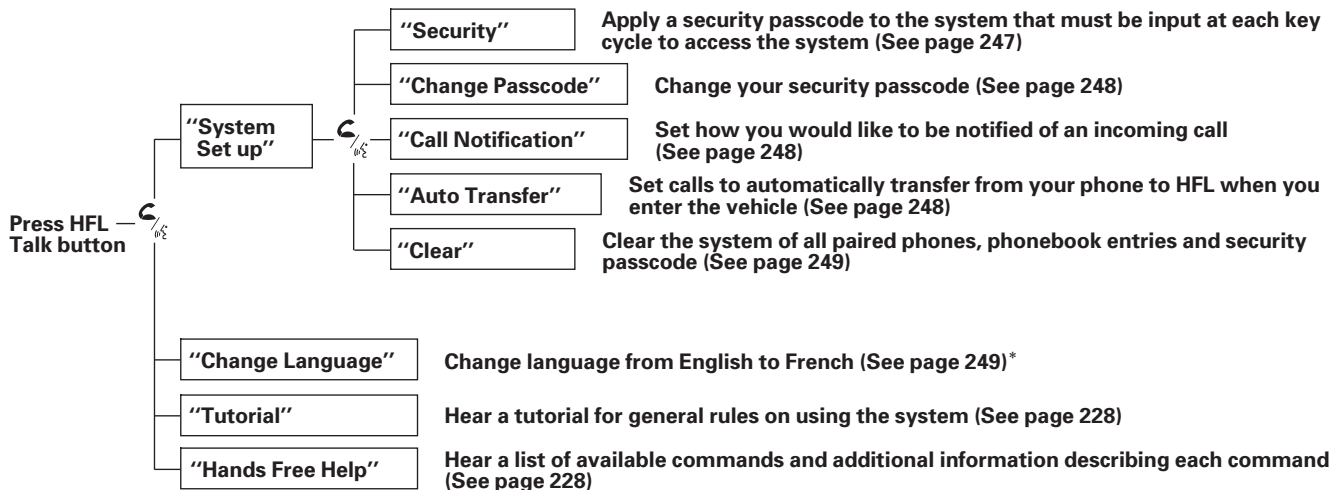 Press HFL
Talk button
"System
Set up"
"Security"
Apply a security passcode to the system that must be input at each key
cycle to access the system (See page 247)
"Change Passcode"
Change your security passcode (See page 248)
"Call Notification"
Set how you would like to be notified of an incoming call
(See page 248)
"Auto Transfer"
Set calls to automatically transfer from your phone to HFL when you
enter the vehicle (See page 248)
"Clear"
Clear the system of all paired phones, phonebook entries and security
passcode (See page 249)
"Change Language"
Change language from English to French (See page 249)*
"Tutorial"
Hear a tutorial for general rules on using the system (See page 228)
"Hands Free Help"
Hear a list of available commands and additional information describing each command
(See page 228)